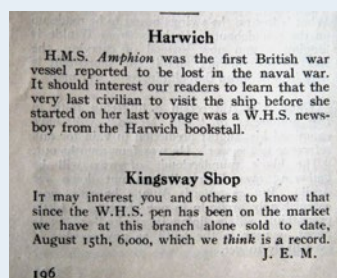 Harwich
H.M.S. Amphion was the first British war
vessel reported to be lost in the naval war.
It should interest our readers to learn that the
very last civilian to visit the ship before she
started on her last voyage was a W.H.S. news-
boy from the Harwich bookstall.
Kingsway Shop
It may interest you and others to know that
since the W.H.S. pen has been on the market
we have at this branch alone sold to date,
August 15th, 6,000, which we think is a record.
J. E. M.
196